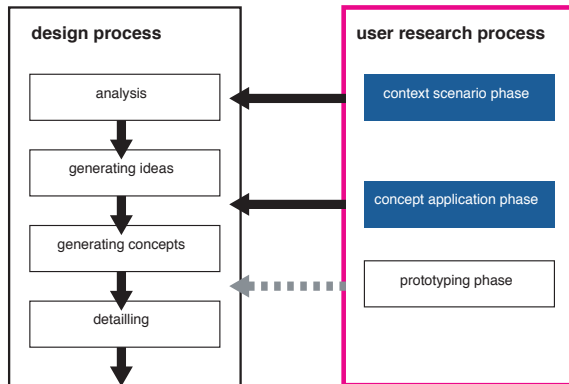 design process
analysis
generating ideas
generating concepts
detailling
user research process
context scenario phase
concept application phase
prototyping phase